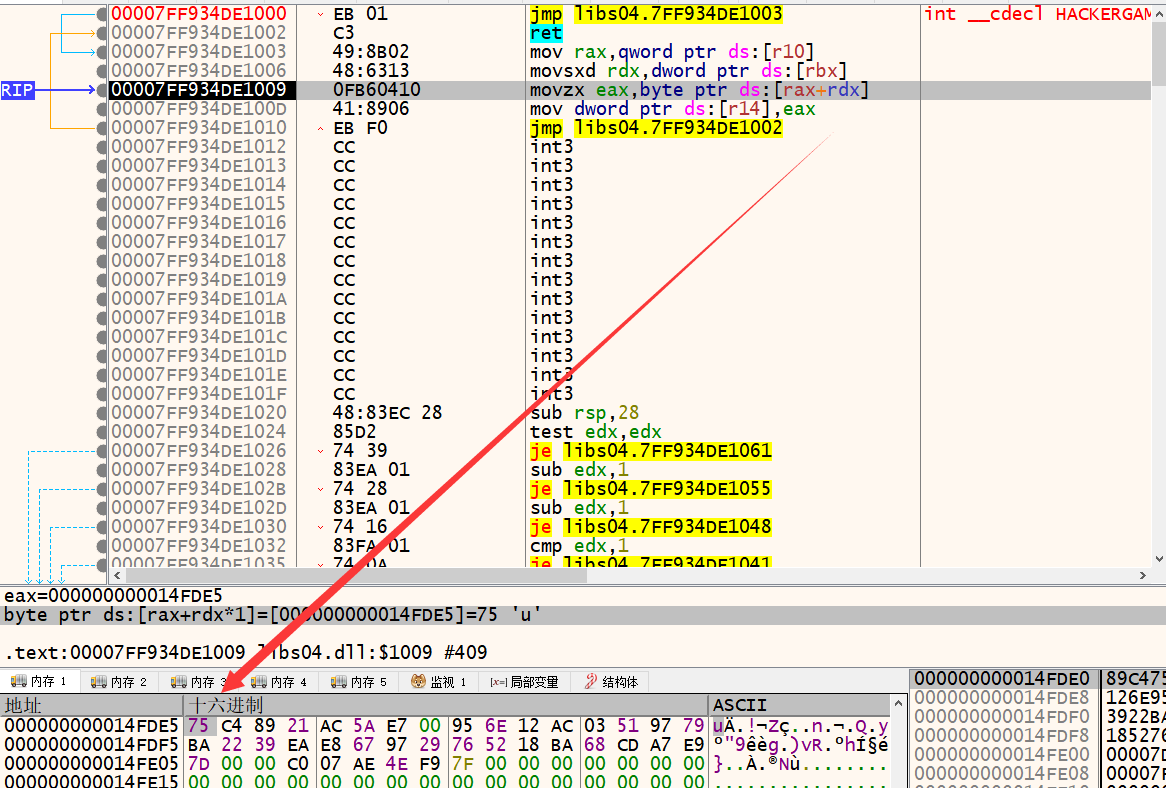 00007FF934DE1000 EB 01 jmp libs04.7FF934DE1003 int __cdecl HACKERGAM
00007FF934DE1002 C3 ret
00007FF934DE1003 49:8B02 mov rax,qword ptr ds:[r10]
00007FF934DE1006 48:6313 movsxd rdx,dword ptr ds:[rbx]
RIP 00007FF934DE1009 0FB60410 movzx eax,byte ptr ds:[rax+rdx]
00007FF934DE100D 41:8906 mov dword ptr ds:[r14],eax
00007FF934DE1010 EB F0 jmp libs04.7FF934DE1002
00007FF934DE1012 CC int3
00007FF934DE1013 CC int3
00007FF934DE1014 CC int3
00007FF934DE1015 CC int3
00007FF934DE1016 CC int3
00007FF934DE1017 CC int3
00007FF934DE1018 CC int3
00007FF934DE1019 CC int3
00007FF934DE101A CC int3
00007FF934DE101B CC int3
00007FF934DE101C CC int3
00007FF934DE101D CC int3
00007FF934DE101E CC int3
00007FF934DE101F CC int3
00007FF934DE1020 48:83EC 28 sub rsp,28
00007FF934DE1024 85D2 test edx,edx
00007FF934DE1026 74 39 je libs04.7FF934DE1061
00007FF934DE1028 83EA 01 sub edx,1
00007FF934DE102B 74 28 je libs04.7FF934DE1055
00007FF934DE102D 83EA 01 sub edx,1
00007FF934DE1030 74 16 je libs04.7FF934DE1048
00007FF934DE1032 83FA 01 cmp edx,1
00007FF934DE1035 74 0A je libs04.7FF934DE1041
eax=000000000014FDE5
byte ptr ds:[rax+rdx*1]=[000000000014FDE5]=75 'u'
.text:00007FF934DE1009 libs04.dll:$1009 #409
内存 1 内存 2 内存 3 内存 4 内存 5 监视 1 [x=] 局部变量 结构体
地址 十六进制 ASCII
000000000014FDE5 75 C4 89 21 AC 5A E7 00 95 6E 12 AC 03 51 97 79 uÄ.!¬Zç..n.¬.Q.y
000000000014FDF5 BA 22 39 EA E8 67 97 29 76 52 18 BA 68 CD A7 E9 º"9êèg.)vR.ºhÍ§é
000000000014FE05 7D 00 00 C0 07 AE 4E F9 7F 00 00 00 00 00 00 00 }..À.®Nù........
000000000014FE15 00 00 00 00 00 00 00 00 00 00 00 00 00 00 00 00 ................
000000000014FDE0 89C475
000000000014FDE8 126E95
000000000014FDF0 3922BA
000000000014FDF8 185276
000000000014FE00 00007D
000000000014FE08 00007F